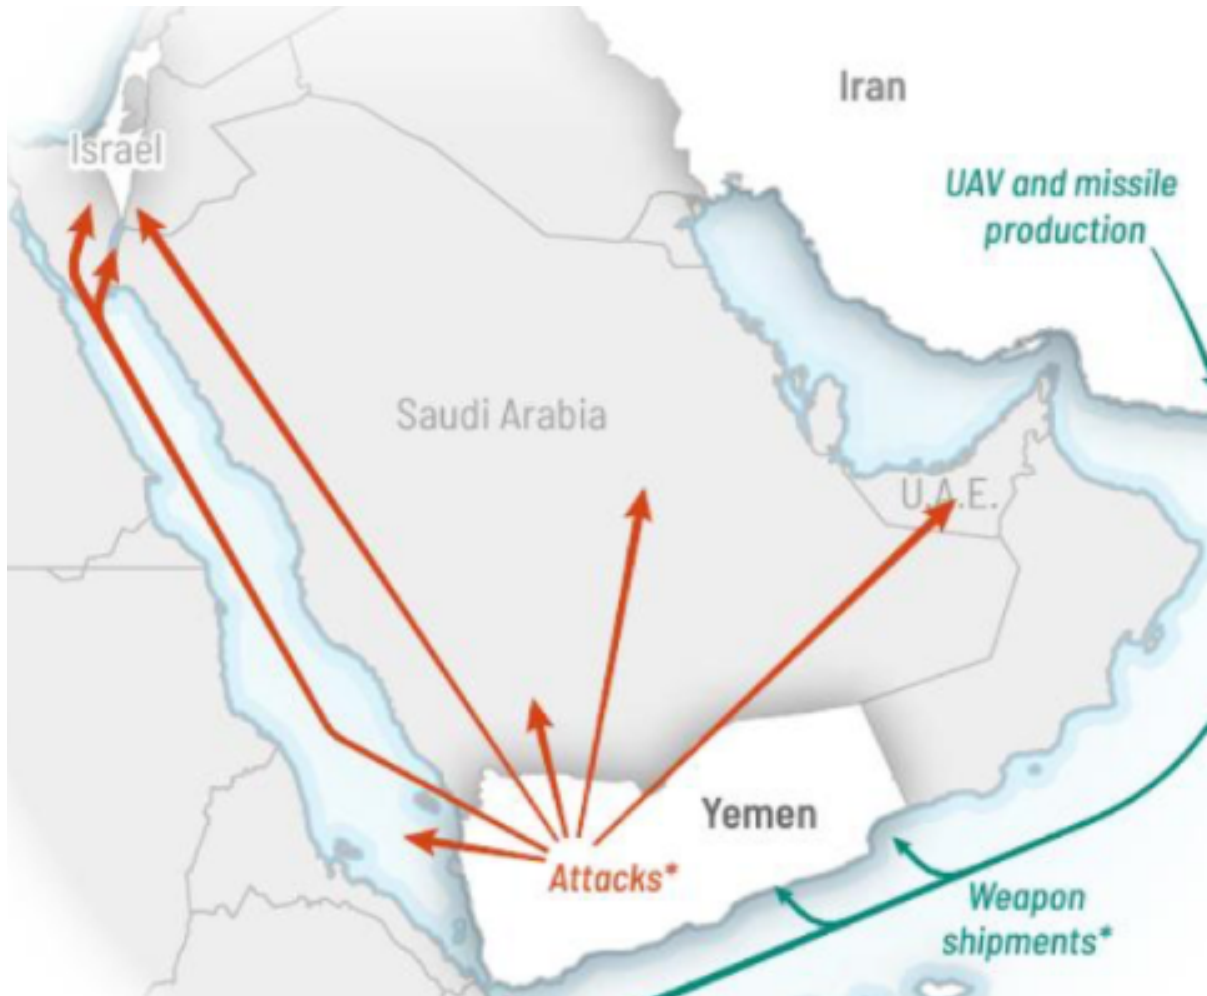 Iran
Israel
UAV and missile
production
Saudi Arabia
U.A.E.
Yemen
Attacks*
Weapon
shipments*